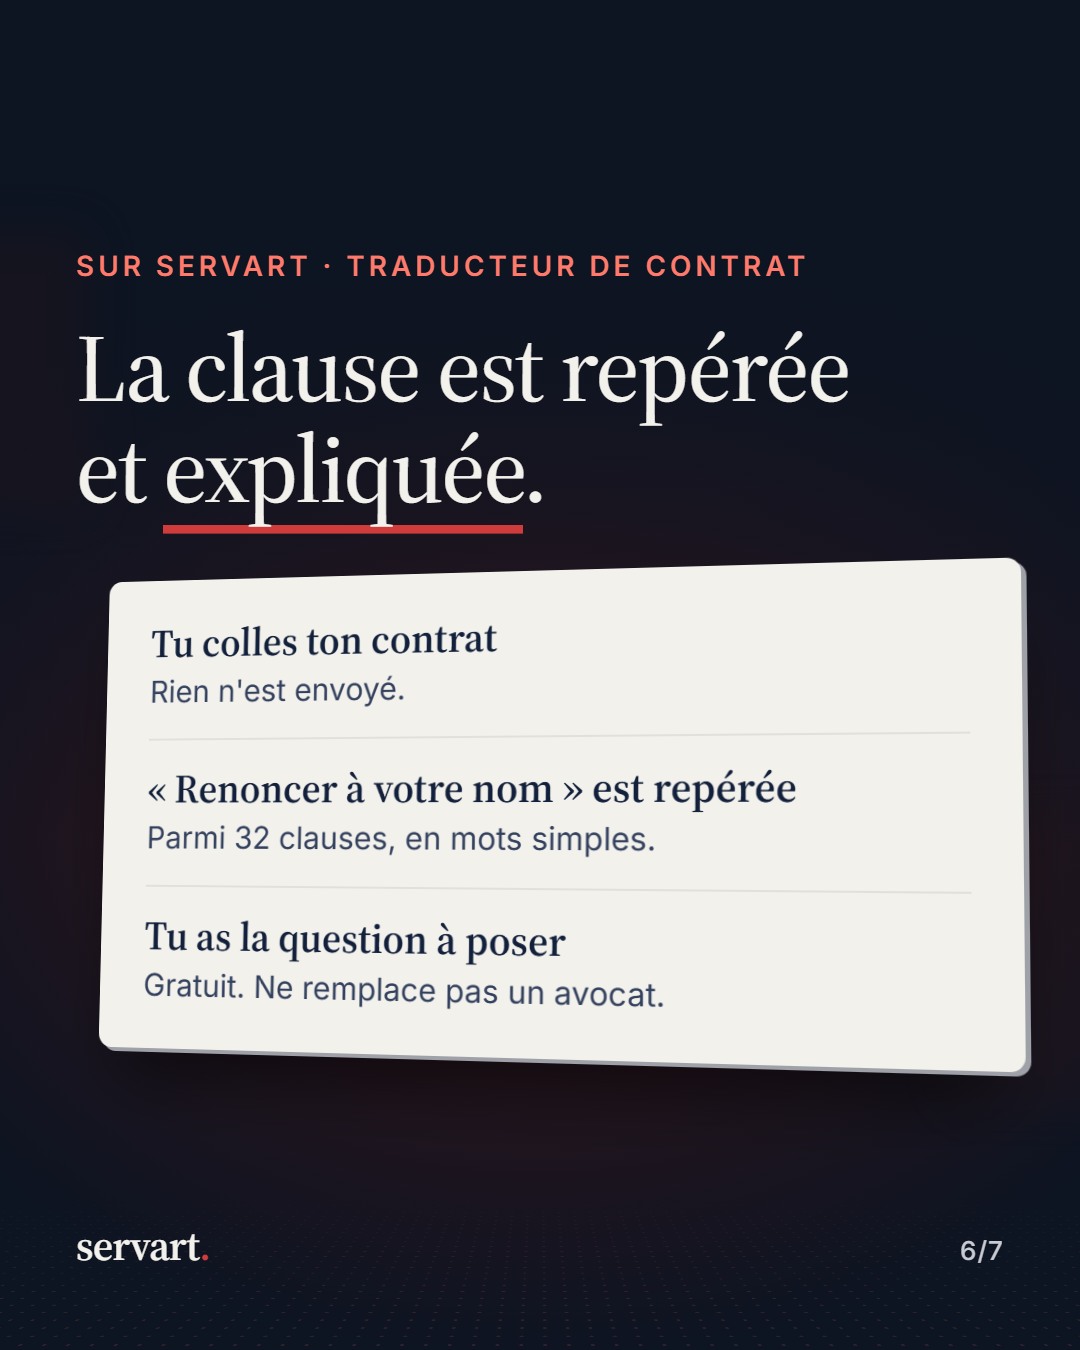 SUR SERVART · TRADUCTEUR DE CONTRAT
La clause est repérée
et expliquée.
Tu colles ton contrat
Rien n'est envoyé.
« Renoncer à votre nom » est repérée
Parmi 32 clauses, en mots simples.
Tu as la question à poser
Gratuit. Ne remplace pas un avocat.
servart.
6/7